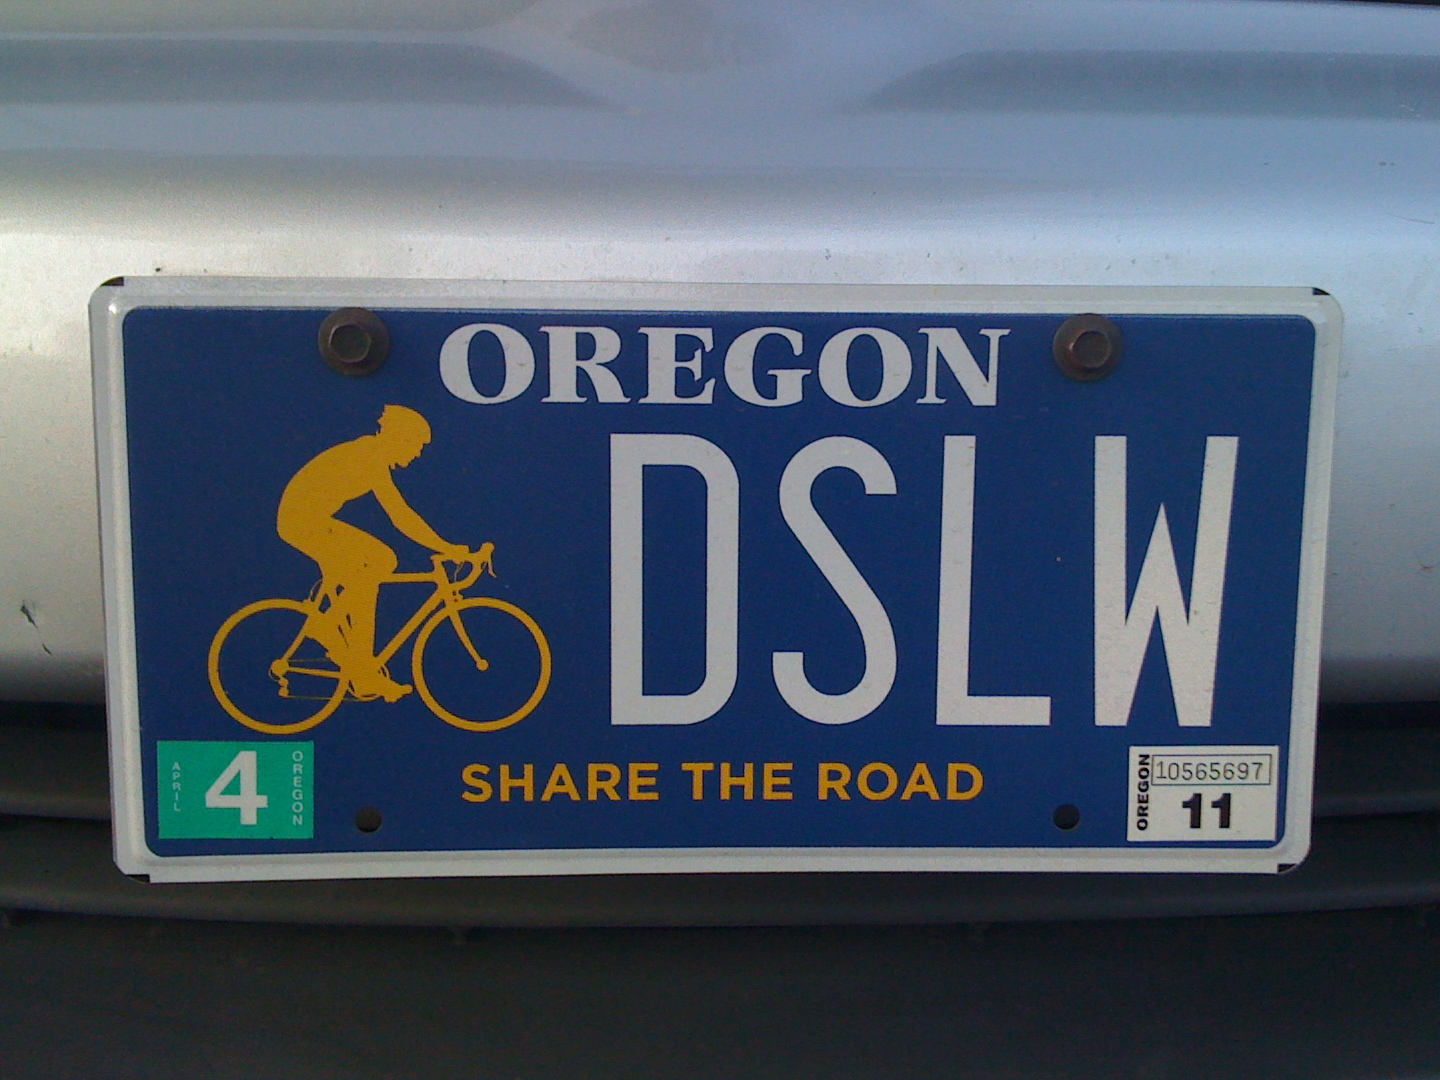 OREGON
DSLW
SHARE THE ROAD
APRIL
4
OREGON
OREGON
10565697
11